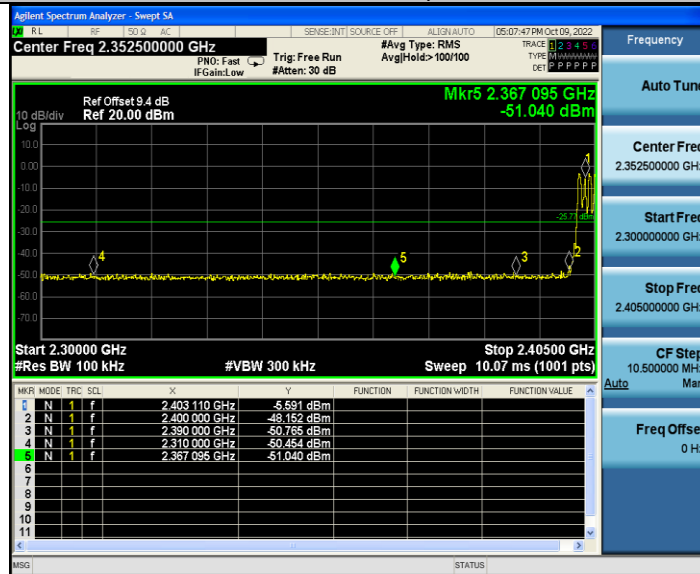 Agilent Spectrum Analyzer - Swept SA
RL RF 50 Ω AC SENSE:INT SOURCE OFF ALIGN AUTO 05:07:47 PM Oct 09, 2022
Center Freq 2.352500000 GHz
PNO: Fast
IFGain:Low
Trig: Free Run
#Atten: 30 dB
#Avg Type: RMS
Avg|Hold:>100/100
TRACE 1 2 3 4 5 6
TYPE M
DET P P P P P P
Ref Offset 9.4 dB
10 dB/div Ref 20.00 dBm
Log
Mkr5 2.367 095 GHz
-51.040 dBm
10.0
0.00
-10.0
-20.0
-30.0
-40.0
-50.0
-60.0
-70.0
1
-25.77 dBm
4
5
3
2
Start 2.30000 GHz Stop 2.40500 GHz
#Res BW 100 kHz #VBW 300 kHz Sweep 10.07 ms (1001 pts)
MKR MODE TRC SCL X Y FUNCTION FUNCTION WIDTH FUNCTION VALUE
1 N 1 f 2.403 110 GHz -5.591 dBm
2 N 1 f 2.400 000 GHz -48.152 dBm
3 N 1 f 2.390 000 GHz -50.765 dBm
4 N 1 f 2.310 000 GHz -50.454 dBm
5 N 1 f 2.367 095 GHz -51.040 dBm
6
7
8
9
10
11
MSG STATUS
Frequency
Auto Tune
Center Freq
2.352500000 GHz
Start Freq
2.300000000 GHz
Stop Freq
2.405000000 GHz
CF Step
10.500000 MHz
Auto Man
Freq Offset
0 Hz